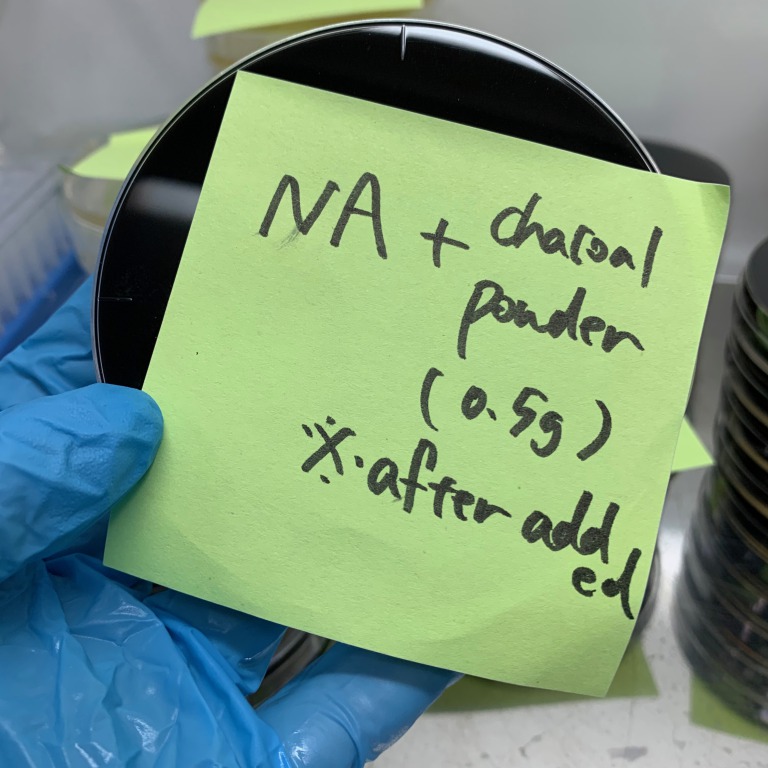 NA + charcoal
powder
(0.5g)
※.after add
ed